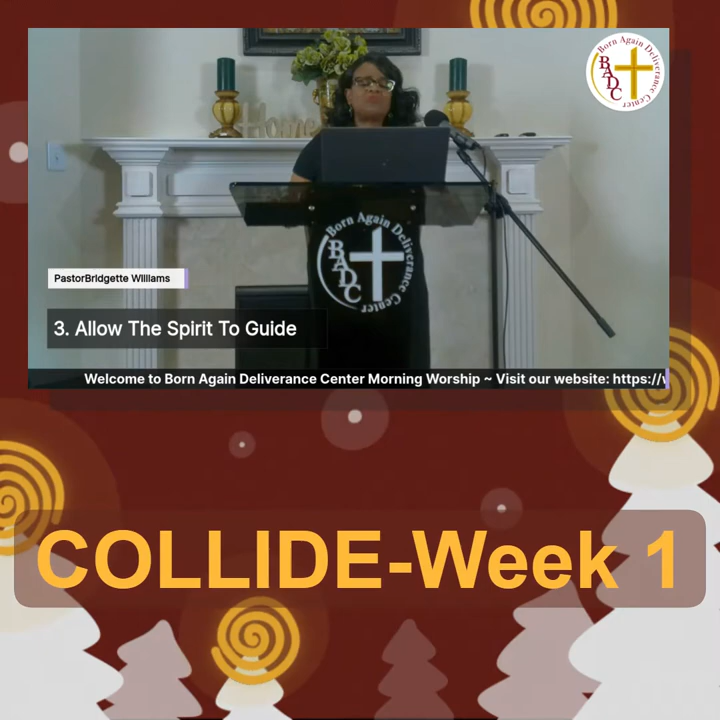 Born Again Deliverance Center
BADC
Home
Born Again Deliverance Center
BADC
PastorBridgette Williams
3. Allow The Spirit To Guide
Welcome to Born Again Deliverance Center Morning Worship ~ Visit our website: https://
COLLIDE-Week 1